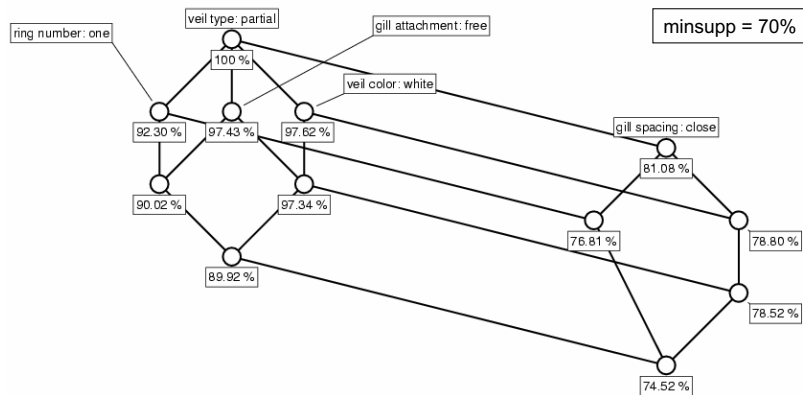 veil type: partial
minsupp = 70%
ring number: one
gill attachment: free
100 %
veil color: white
92.30 %
97.43 %
97.62 %
gill spacing: close
81.08 %
90.02 %
97.34 %
76.81 %
78.80 %
89.92 %
78.52 %
74.52 %